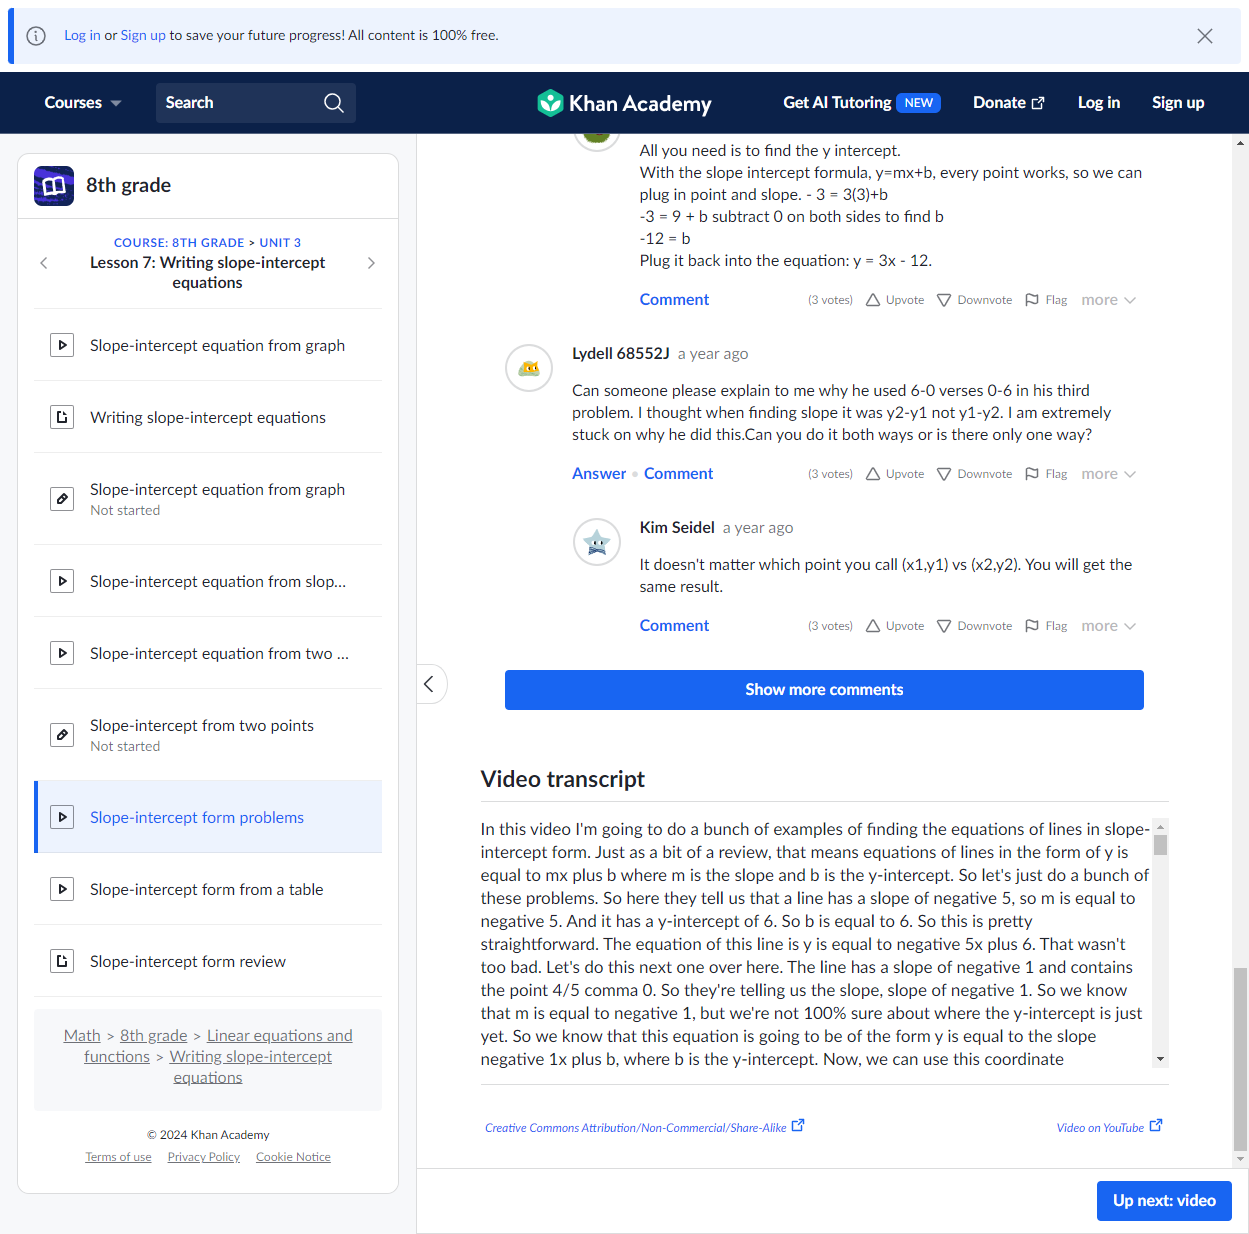 Log in or Sign up to save your future progress! All content is 100% free.
Courses
Search
Khan Academy
Get AI Tutoring NEW
Donate
Log in
Sign up
8th grade
COURSE: 8TH GRADE > UNIT 3
Lesson 7: Writing slope-intercept
equations
Slope-intercept equation from graph
Writing slope-intercept equations
Slope-intercept equation from graph
Not started
Slope-intercept equation from slop...
Slope-intercept equation from two ...
Slope-intercept from two points
Not started
Slope-intercept form problems
Slope-intercept form from a table
Slope-intercept form review
Math > 8th grade > Linear equations and
functions > Writing slope-intercept
equations
© 2024 Khan Academy
Terms of use Privacy Policy Cookie Notice
All you need is to find the y intercept.
With the slope intercept formula, y=mx+b, every point works, so we can
plug in point and slope. - 3 = 3(3)+b
-3 = 9 + b subtract 0 on both sides to find b
-12 = b
Plug it back into the equation: y = 3x - 12.
Comment (3 votes) Upvote Downvote Flag more
Lydell 68552J a year ago
Can someone please explain to me why he used 6-0 verses 0-6 in his third
problem. I thought when finding slope it was y2-y1 not y1-y2. I am extremely
stuck on why he did this.Can you do it both ways or is there only one way?
Answer • Comment (3 votes) Upvote Downvote Flag more
Kim Seidel a year ago
It doesn't matter which point you call (x1,y1) vs (x2,y2). You will get the
same result.
Comment (3 votes) Upvote Downvote Flag more
Show more comments
Video transcript
In this video I'm going to do a bunch of examples of finding the equations of lines in slope-
intercept form. Just as a bit of a review, that means equations of lines in the form of y is
equal to mx plus b where m is the slope and b is the y-intercept. So let's just do a bunch of
these problems. So here they tell us that a line has a slope of negative 5, so m is equal to
negative 5. And it has a y-intercept of 6. So b is equal to 6. So this is pretty
straightforward. The equation of this line is y is equal to negative 5x plus 6. That wasn't
too bad. Let's do this next one over here. The line has a slope of negative 1 and contains
the point 4/5 comma 0. So they're telling us the slope, slope of negative 1. So we know
that m is equal to negative 1, but we're not 100% sure about where the y-intercept is just
yet. So we know that this equation is going to be of the form y is equal to the slope
negative 1x plus b, where b is the y-intercept. Now, we can use this coordinate
Creative Commons Attribution/Non-Commercial/Share-Alike
Video on YouTube
Up next: video